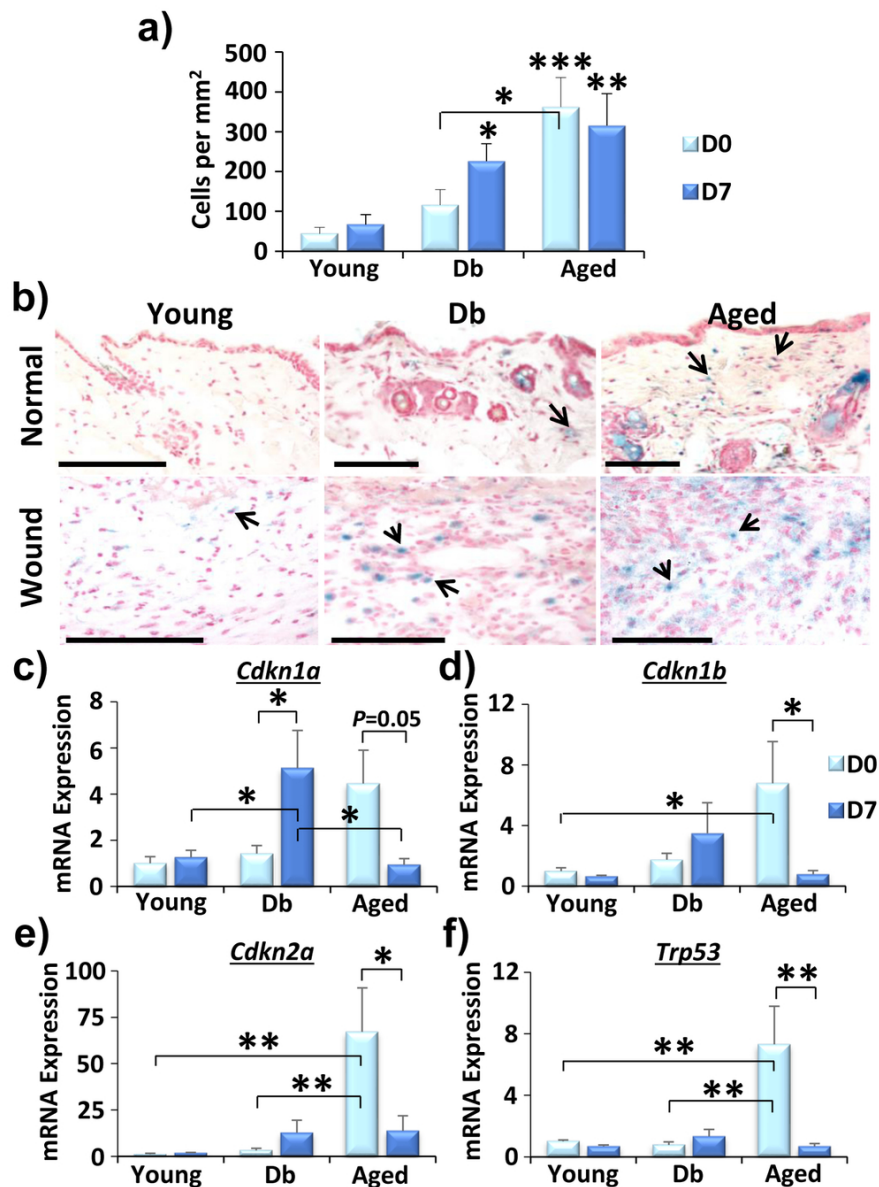 a)
Cells per mm²
500
400
300
200
100
0
*
*
***
**
Young
Db
Aged
D0
D7
b)
Young
Db
Aged
Normal
Wound
c)
Cdkn1a
mRNA Expression
8
6
4
2
0
*
*
*
P=0.05
Young
Db
Aged
d)
Cdkn1b
mRNA Expression
12
8
4
0
*
*
Young
Db
Aged
D0
D7
e)
Cdkn2a
mRNA Expression
100
75
50
25
0
*
**
**
Young
Db
Aged
f)
Trp53
mRNA Expression
12
8
4
0
**
**
**
Young
Db
Aged